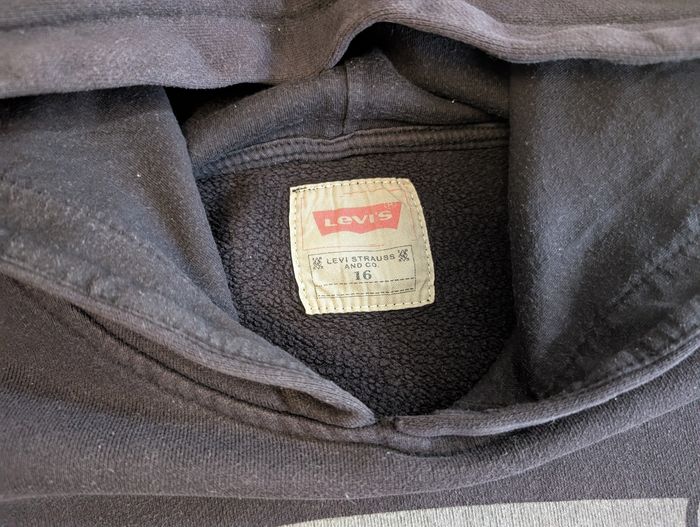 Levi's
LEVI STRAUSS
AND CO.
16